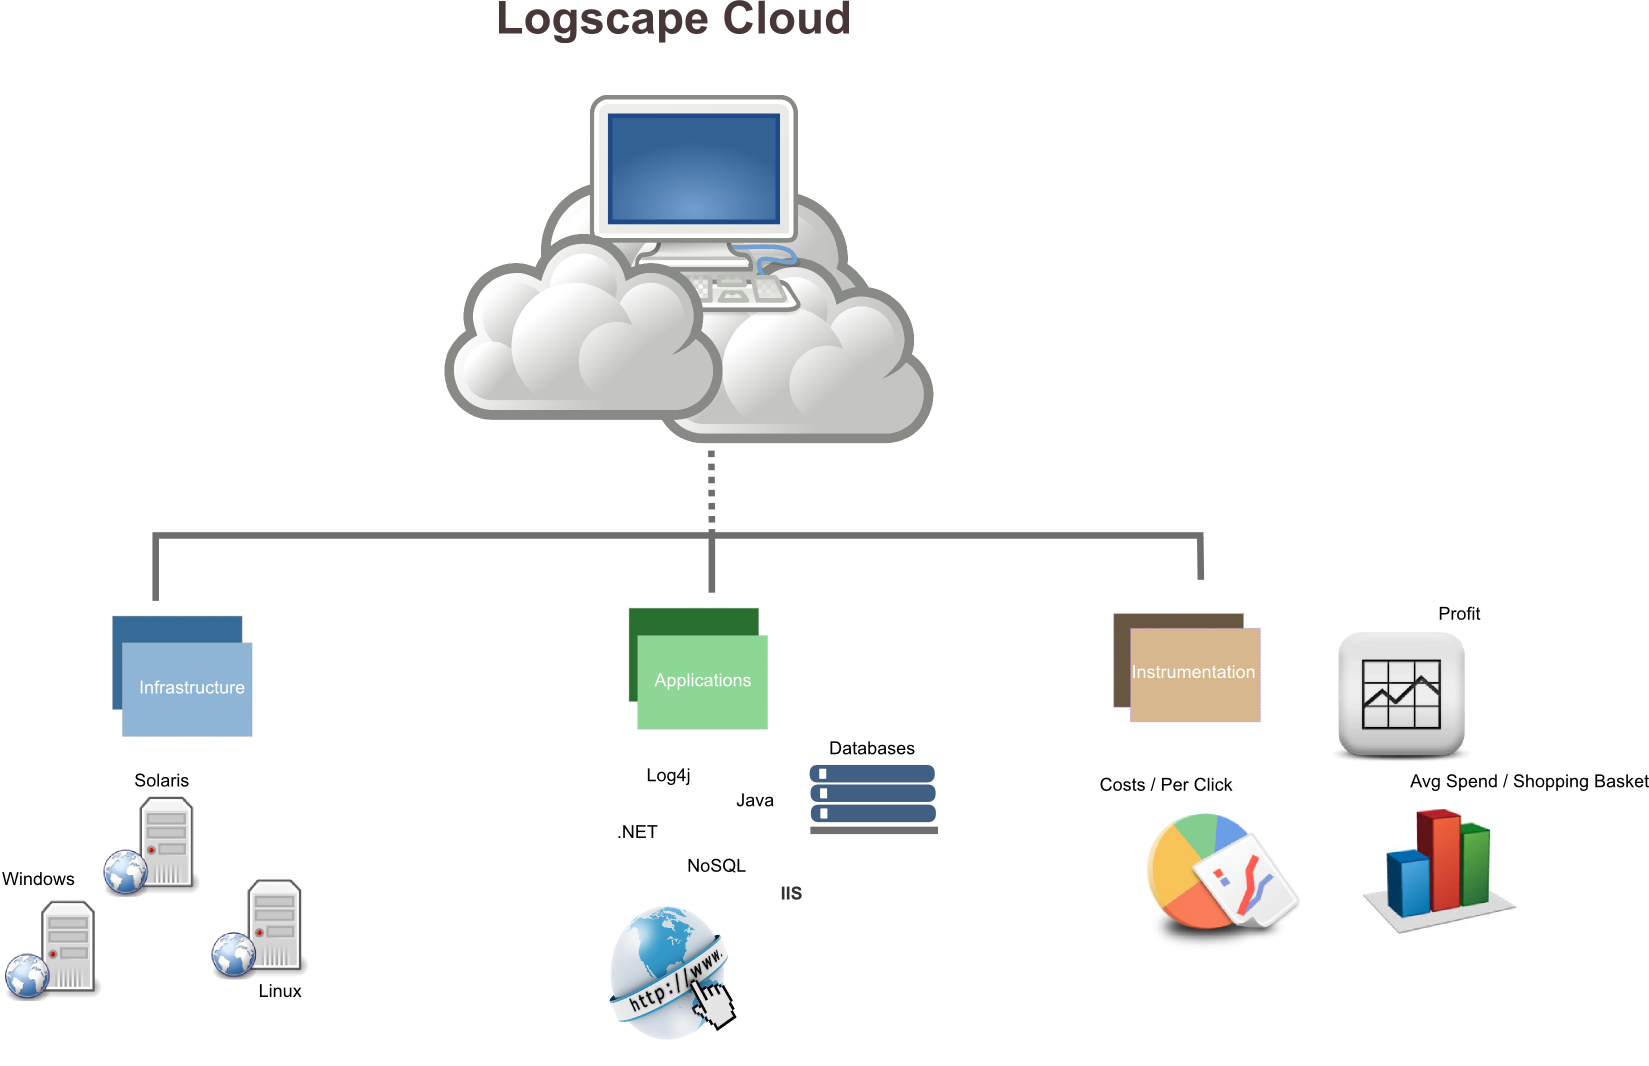 Logscape Cloud
Infrastructure
Solaris
Windows
Linux
Applications
Databases
Log4j
Java
.NET
NoSQL
IIS
http://www.
Instrumentation
Profit
Costs / Per Click
Avg Spend / Shopping Basket